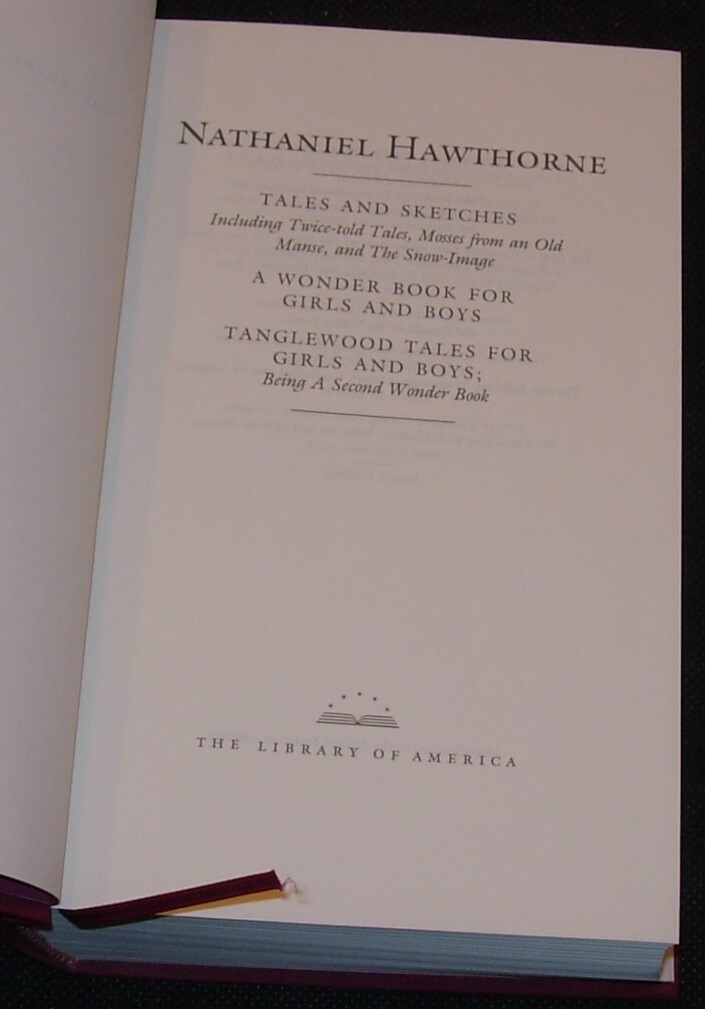 NATHANIEL HAWTHORNE
TALES AND SKETCHES
Including Twice-told Tales, Mosses from an Old
Manse, and The Snow-Image
A WONDER BOOK FOR
GIRLS AND BOYS
TANGLEWOOD TALES FOR
GIRLS AND BOYS;
Being A Second Wonder Book
THE LIBRARY OF AMERICA